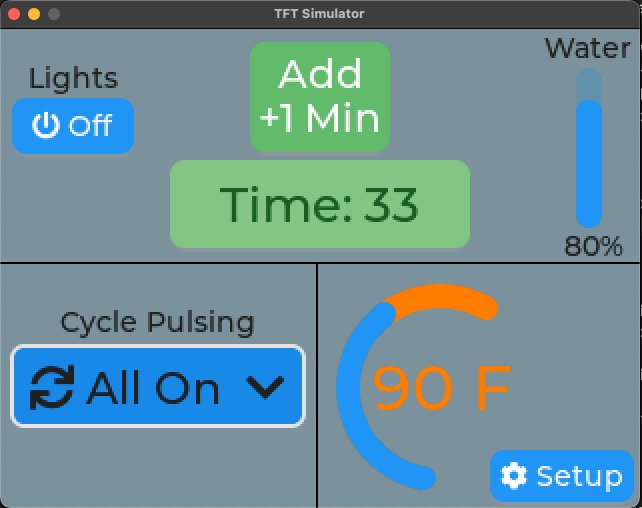 TFT Simulator
Water
Lights
Off
Add
+1 Min
Time: 33
80%
Cycle Pulsing
All On
90 F
Setup